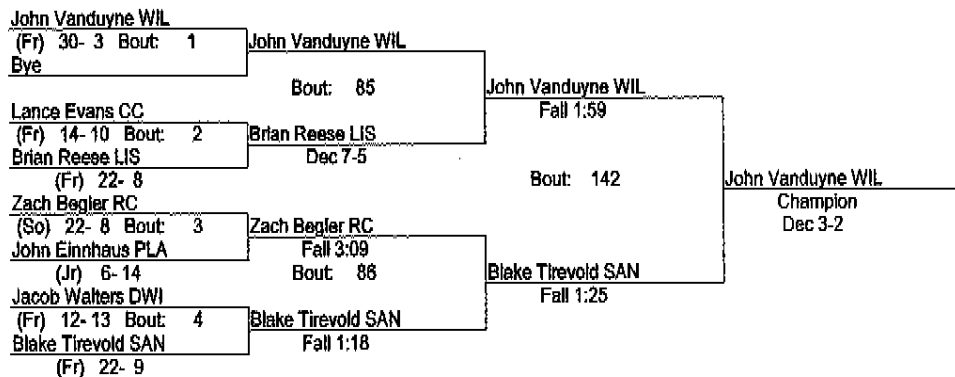 John Vanduyne WIL
(Fr) 30- 3 Bout: 1
John Vanduyne WIL
Bye
Bout: 85
John Vanduyne WIL
Fall 1:59
Lance Evans CC
(Fr) 14- 10 Bout: 2
Brian Reese LIS
Brian Reese LIS
Dec 7-5
(Fr) 22- 8
Bout: 142
John Vanduyne WIL
Champion
Dec 3-2
Zach Begler RC
(So) 22- 8 Bout: 3
Zach Begler RC
John Einnhaus PLA
Fall 3:09
(Jr) 6- 14
Bout: 86
Blake Tirevold SAN
Fall 1:25
Jacob Walters DWI
(Fr) 12- 13 Bout: 4
Blake Tirevold SAN
Blake Tirevold SAN
Fall 1:18
(Fr) 22- 9